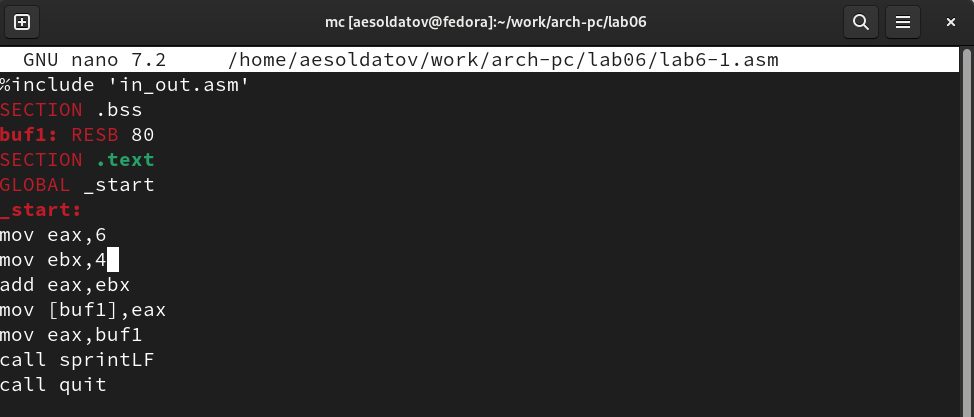 mc [aesoldatov@fedora]:~/work/arch-pc/lab06
GNU nano 7.2 /home/aesoldatov/work/arch-pc/lab06/lab6-1.asm
%include 'in_out.asm'
SECTION .bss
buf1: RESB 80
SECTION .text
GLOBAL _start
_start:
mov eax,6
mov ebx,4
add eax,ebx
mov [buf1],eax
mov eax,buf1
call sprintLF
call quit